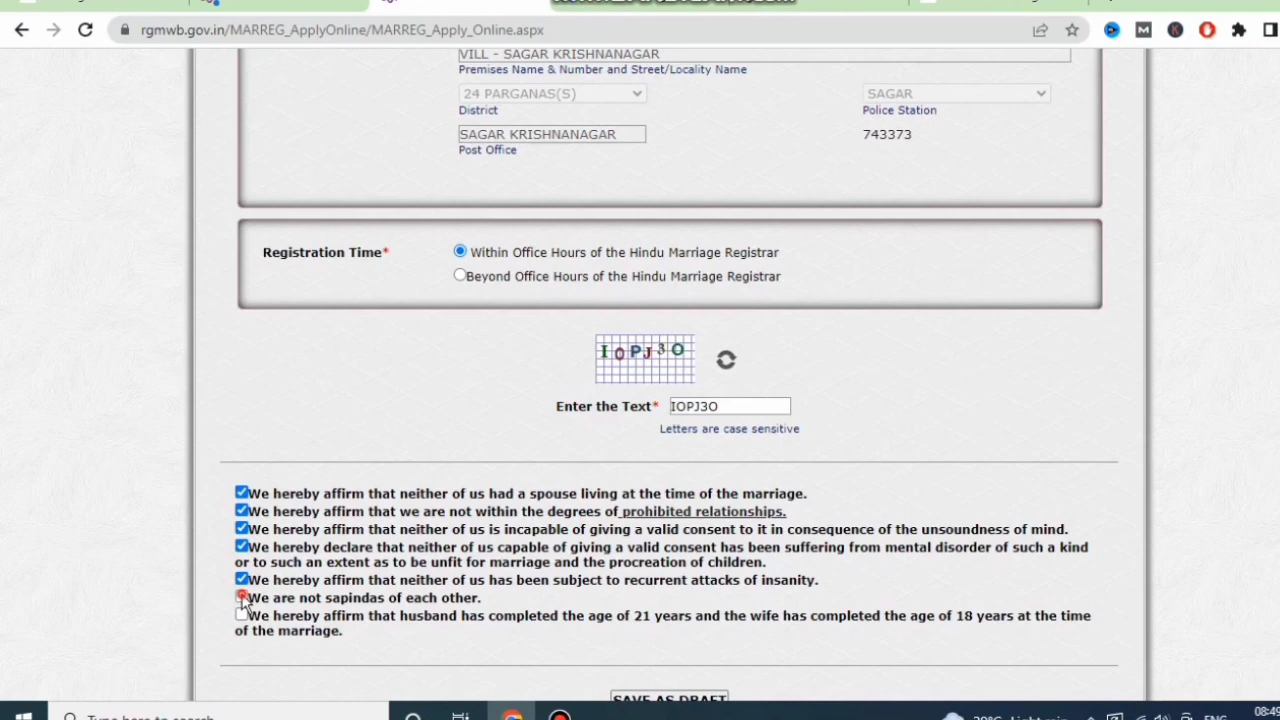 rgmwb.gov.in/MARREG_ApplyOnline/MARREG_Apply_Online.aspx
VILL - SAGAR KRISHNANAGAR
Premises Name & Number and Street/Locality Name
24 PARGANAS(S) SAGAR
District Police Station
SAGAR KRISHNANAGAR 743373
Post Office
Registration Time* Within Office Hours of the Hindu Marriage Registrar
Beyond Office Hours of the Hindu Marriage Registrar
IOPJ3O
Enter the Text* IOPJ3O
Letters are case sensitive
We hereby affirm that neither of us had a spouse living at the time of the marriage.
We hereby affirm that we are not within the degrees of prohibited relationships.
We hereby affirm that neither of us is incapable of giving a valid consent to it in consequence of the unsoundness of mind.
We hereby declare that neither of us capable of giving a valid consent has been suffering from mental disorder of such a kind
or to such an extent as to be unfit for marriage and the procreation of children.
We hereby affirm that neither of us has been subject to recurrent attacks of insanity.
We are not sapindas of each other.
We hereby affirm that husband has completed the age of 21 years and the wife has completed the age of 18 years at the time
of the marriage.
SAVE AS DRAFT
Type here to search